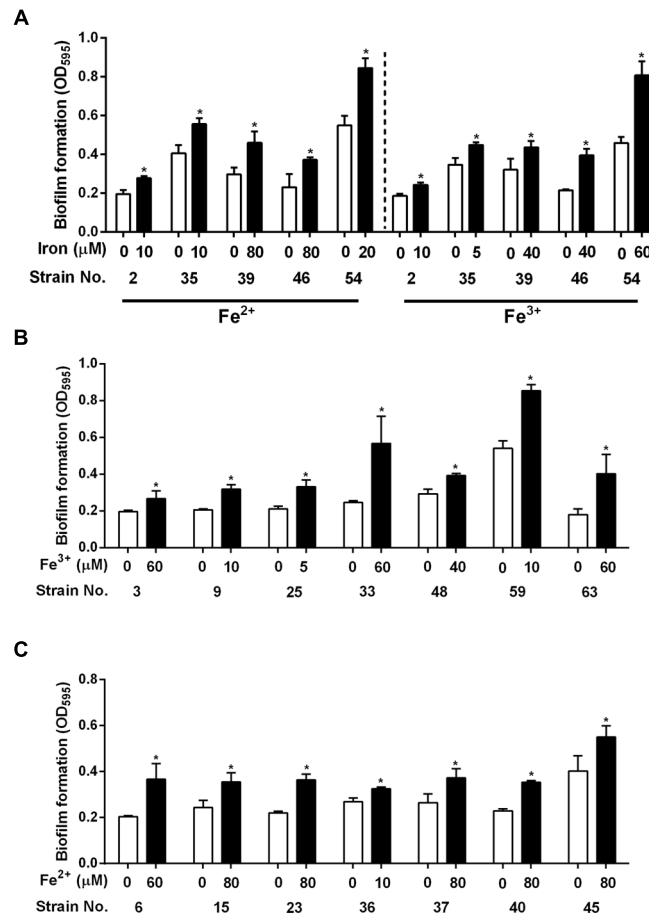 A
Biofilm formation (OD595)
1.0
0.8
0.6
0.4
0.2
0.0
* * * * * * * * * *
Iron (µM) 0 10 0 10 0 80 0 80 0 20 0 10 0 5 0 40 0 40 0 60
Strain No. 2 35 39 46 54 2 35 39 46 54
Fe2+ Fe3+
B
Biofilm formation (OD595)
1.0
0.8
0.6
0.4
0.2
0.0
* * * * * * *
Fe3+ (µM) 0 60 0 10 0 5 0 60 0 40 0 10 0 60
Strain No. 3 9 25 33 48 59 63
C
Biofilm formation (OD595)
0.8
0.6
0.4
0.2
0.0
* * * * * * *
Fe2+ (µM) 0 60 0 80 0 80 0 10 0 80 0 80 0 80
Strain No. 6 15 23 36 37 40 45